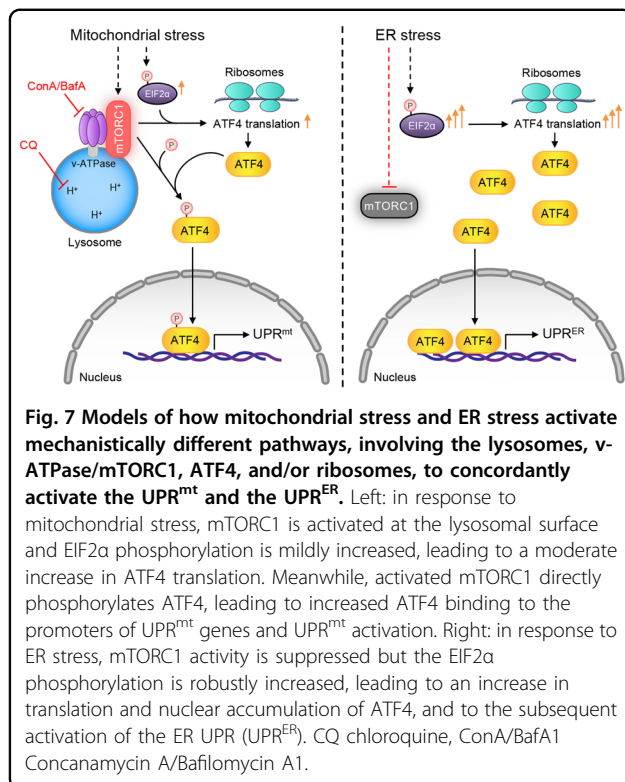 Mitochondrial stress
ER stress
ConA/BafA
P
EIF2α
Ribosomes
mTORC1
ATF4 translation
CQ
v-ATPase
P
ATF4
H⁺
H⁺
H⁺
P
ATF4
Lysosome
P
ATF4
UPRᵐᵗ
Nucleus
Ribosomes
P
EIF2α
ATF4 translation
ATF4
ATF4
mTORC1
ATF4
ATF4
ATF4
ATF4
UPRᴱᴿ
Nucleus
Fig. 7 Models of how mitochondrial stress and ER stress activate
mechanistically different pathways, involving the lysosomes, v-
ATPase/mTORC1, ATF4, and/or ribosomes, to concordantly
activate the UPRᵐᵗ and the UPRᴱᴿ. Left: in response to
mitochondrial stress, mTORC1 is activated at the lysosomal surface
and EIF2α phosphorylation is mildly increased, leading to a moderate
increase in ATF4 translation. Meanwhile, activated mTORC1 directly
phosphorylates ATF4, leading to increased ATF4 binding to the
promoters of UPRᵐᵗ genes and UPRᵐᵗ activation. Right: in response to
ER stress, mTORC1 activity is suppressed but the EIF2α
phosphorylation is robustly increased, leading to an increase in
translation and nuclear accumulation of ATF4, and to the subsequent
activation of the ER UPR (UPRᴱᴿ). CQ chloroquine, ConA/BafA1
Concanamycin A/Bafilomycin A1.